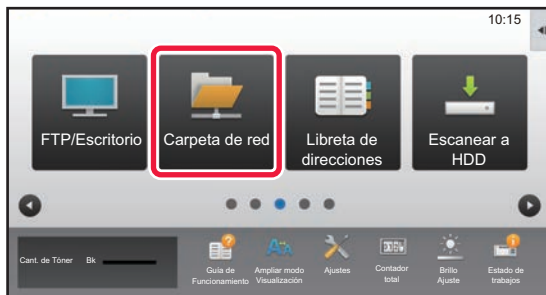 10:15
FTP/Escritorio
Carpeta de red
Libreta de
direcciones
Escanear a
HDD
Cant. de Tóner Bk
Guía de
Funcionamiento
Ampliar modo
Visualización
Ajustes
Contador
total
Brillo
Ajuste
Estado de
trabajos